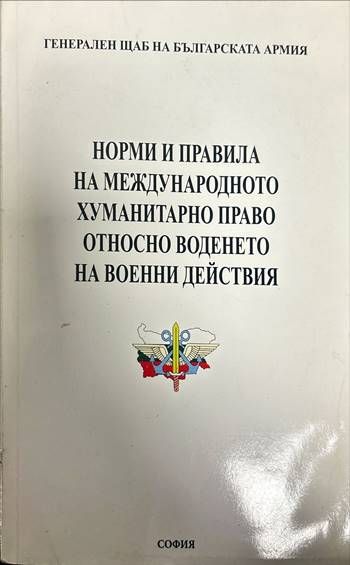 ГЕНЕРАЛЕН ЩАБ НА БЪЛГАРСКАТА АРМИЯ
НОРМИ И ПРАВИЛА
НА МЕЖДУНАРОДНОТО
ХУМАНИТАРНО ПРАВО
ОТНОСНО ВОДЕНЕТО
НА ВОЕННИ ДЕЙСТВИЯ
СОФИЯ